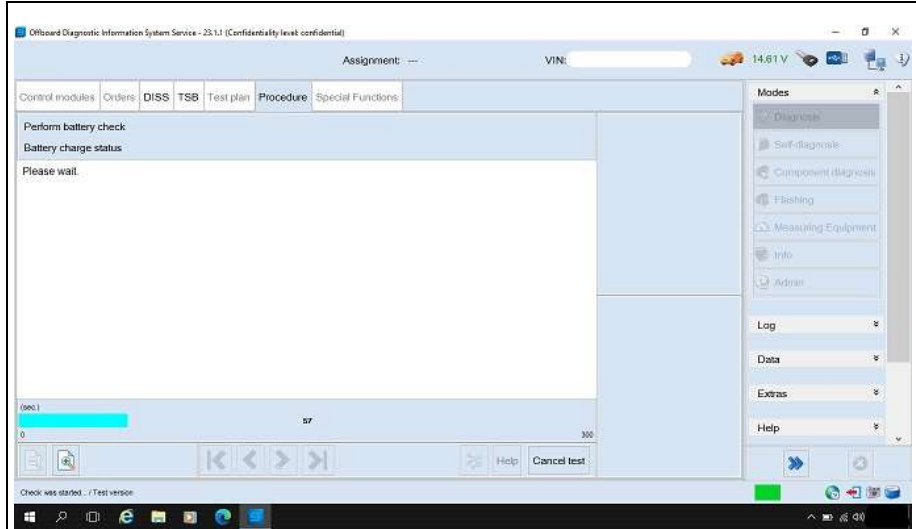 Offboard Diagnostic Information System Service - 23.1.1 (Confidentiality level: confidential)
Assignment: ---
VIN:
14.61 V
Control modules Orders DISS TSB Test plan Procedure Special Functions
Perform battery check
Battery charge status
Please wait.
(sec.)
57
0 300
Help Cancel test
Modes
Diagnosis
Self-diagnosis
Component diagnosis
Flashing
Measuring Equipment
Info
Admin
Log
Data
Extras
Help
Check was started... / Test version